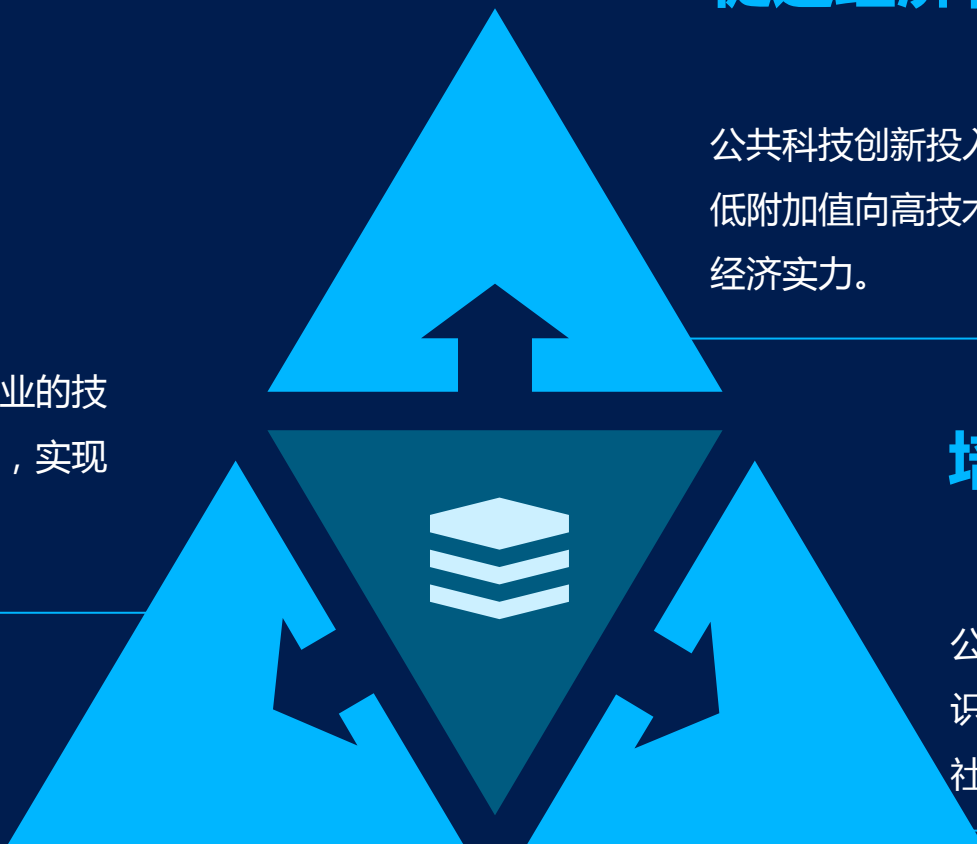 公共科技创新投入
低附加值向高技术
经济实力。
业的技
，实现
培
公
识
社